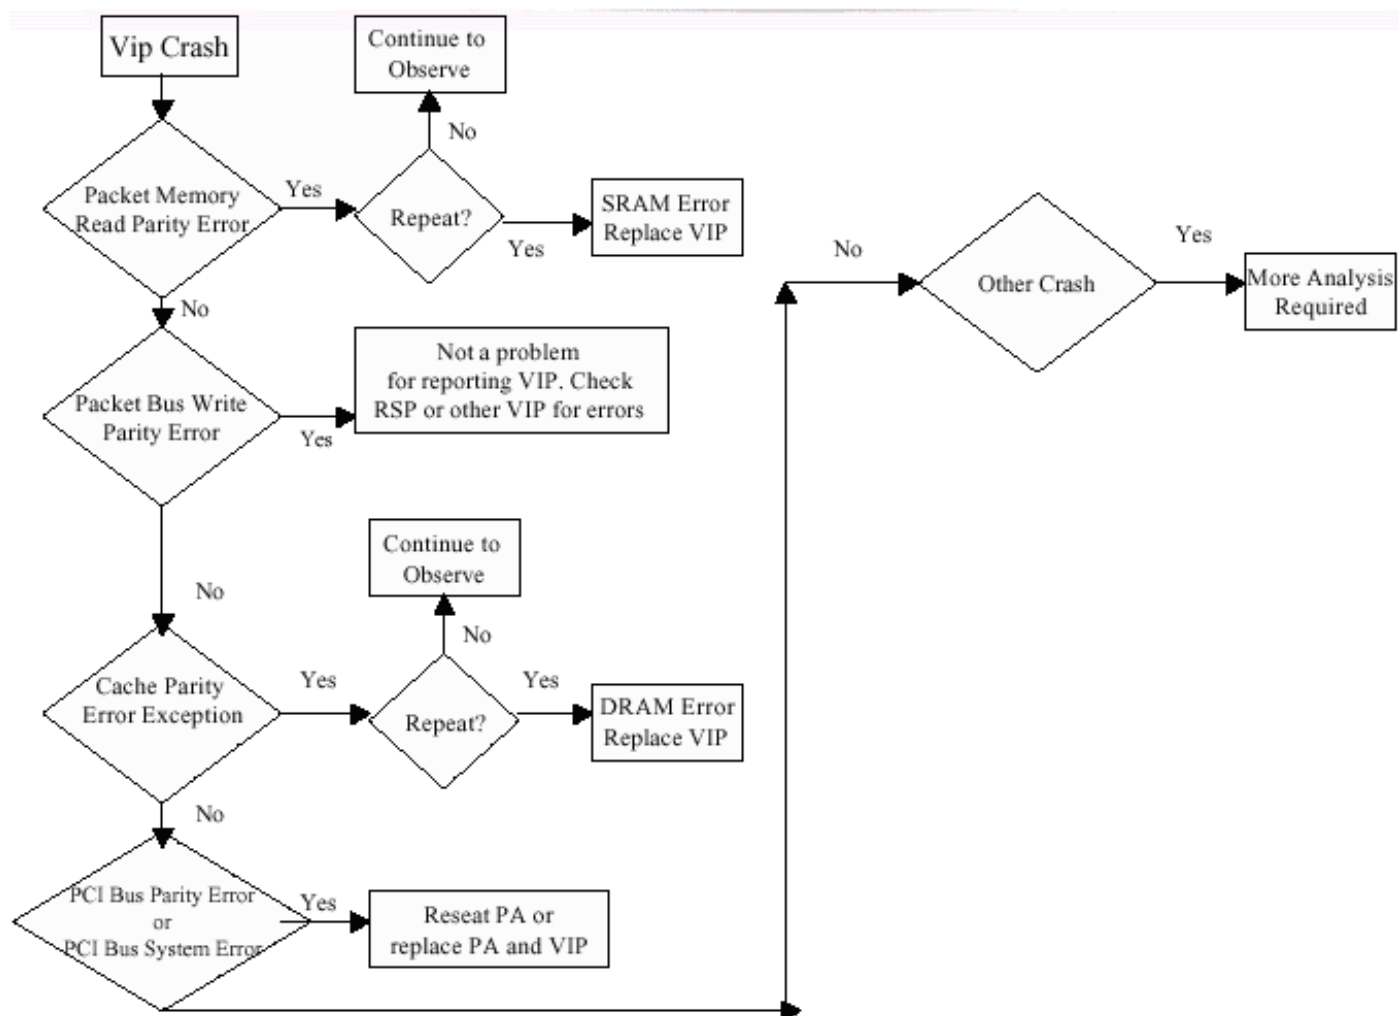 Vip Crash
Continue to
Observe
No
Packet Memory
Read Parity Error
Yes
Repeat?
Yes
SRAM Error
Replace VIP
No
Other Crash
Yes
More Analysis
Required
No
Packet Bus Write
Parity Error
Yes
Not a problem
for reporting VIP. Check
RSP or other VIP for errors
No
Continue to
Observe
No
Cache Parity
Error Exception
Yes
Repeat?
Yes
DRAM Error
Replace VIP
No
PCI Bus Parity Error
or
PCI Bus System Error
Yes
Reseat PA or
replace PA and VIP